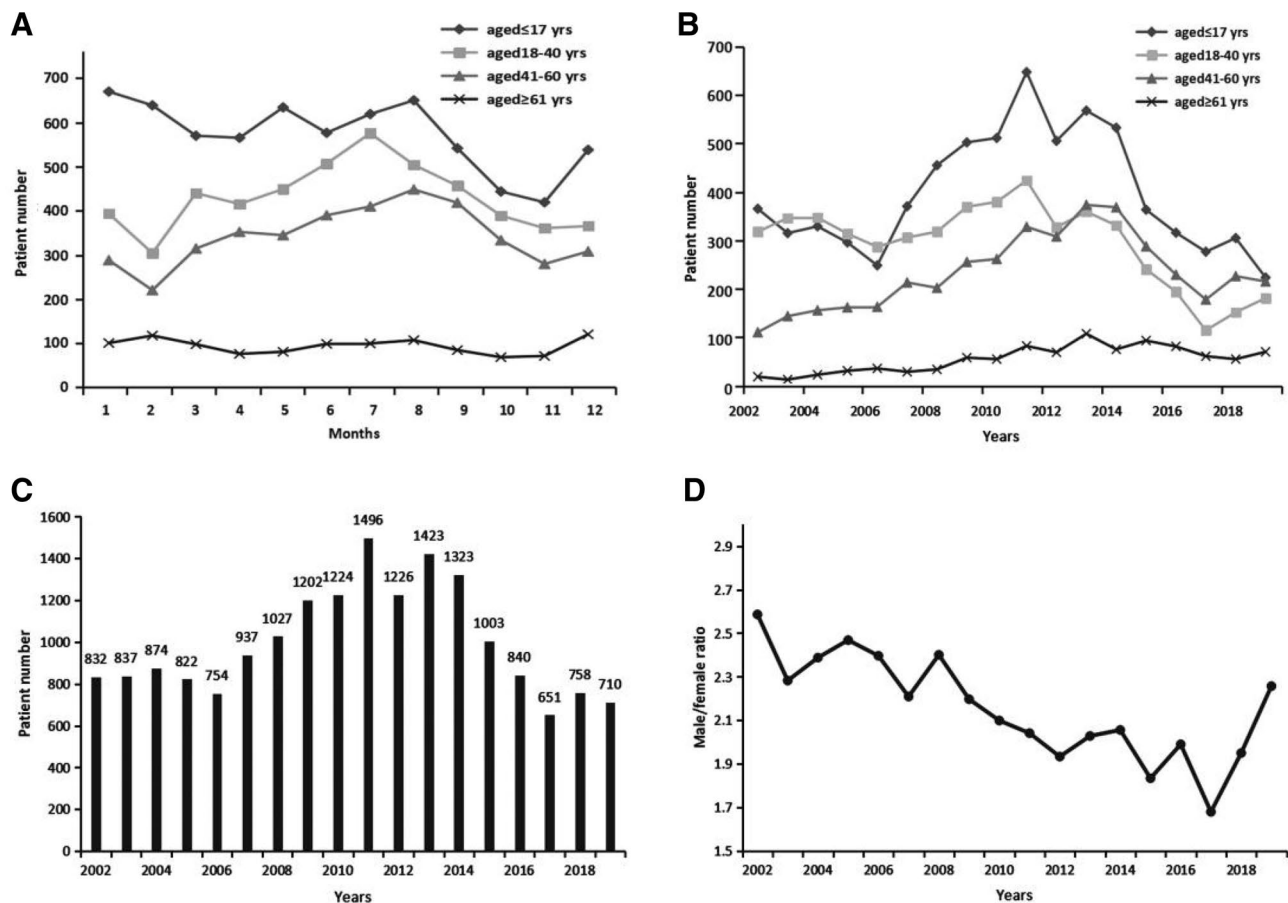 A
aged≤17 yrs
aged18-40 yrs
aged41-60 yrs
aged≥61 yrs
Patient number
700
600
500
400
300
200
100
0
1 2 3 4 5 6 7 8 9 10 11 12
Months
B
aged≤17 yrs
aged18-40 yrs
aged41-60 yrs
aged≥61 yrs
Patient number
700
600
500
400
300
200
100
0
2002 2004 2006 2008 2010 2012 2014 2016 2018
Years
C
Patient number
1600
1400
1200
1000
800
600
400
200
0
832 837 874 822 754 937 1027 1202 1224 1496 1226 1423 1323 1003 840 651 758 710
2002 2004 2006 2008 2010 2012 2014 2016 2018
Years
D
Male/female ratio
2.9
2.7
2.5
2.3
2.1
1.9
1.7
1.5
2002 2004 2006 2008 2010 2012 2014 2016 2018
Years